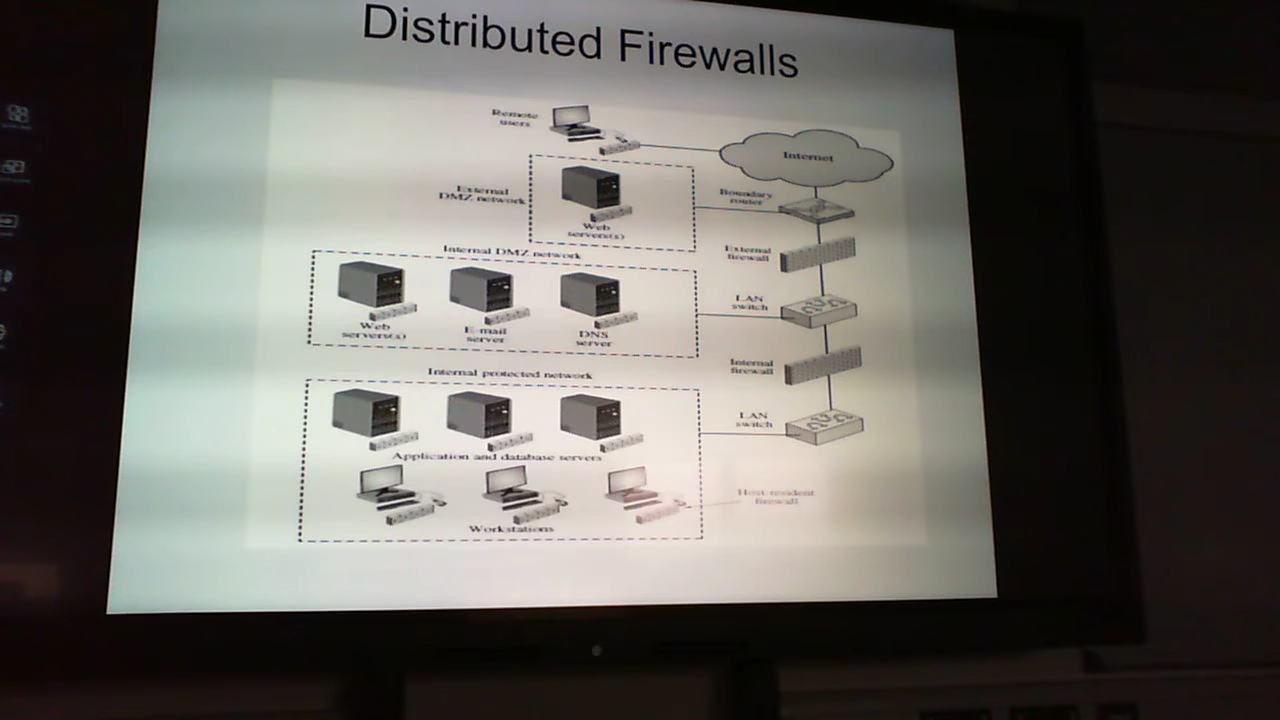 Distributed Firewalls
Remote
users
Internet
External
DMZ network
Web
servers(s)
Boundary
router
External
firewall
Internal DMZ network
Web
servers(s)
E-mail
server
DNS
server
LAN
switch
Internal
firewall
Internal protected network
LAN
switch
Application and database servers
Workstations
Host-resident
firewall